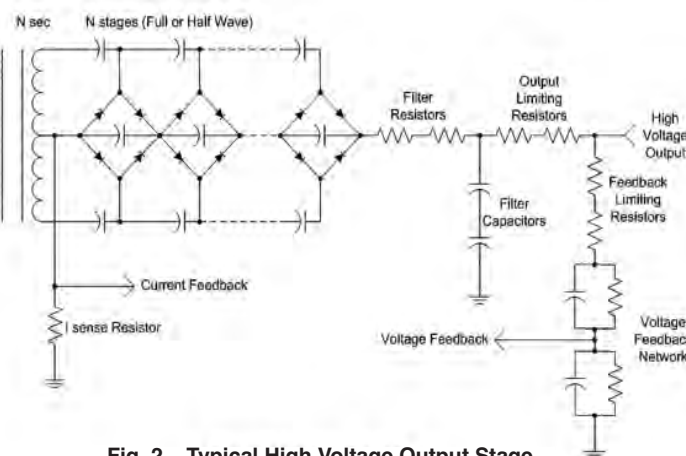 N sec
N stages (Full or Half Wave)
Filter
Resistors
Output
Limiting
Resistors
High
Voltage
Output
Feedback
Limiting
Resistors
Filter
Capacitors
Current Feedback
I sense Resistor
Voltage Feedback
Voltage
Feedback
Network
Fig. 2 Typical High Voltage Output Stage